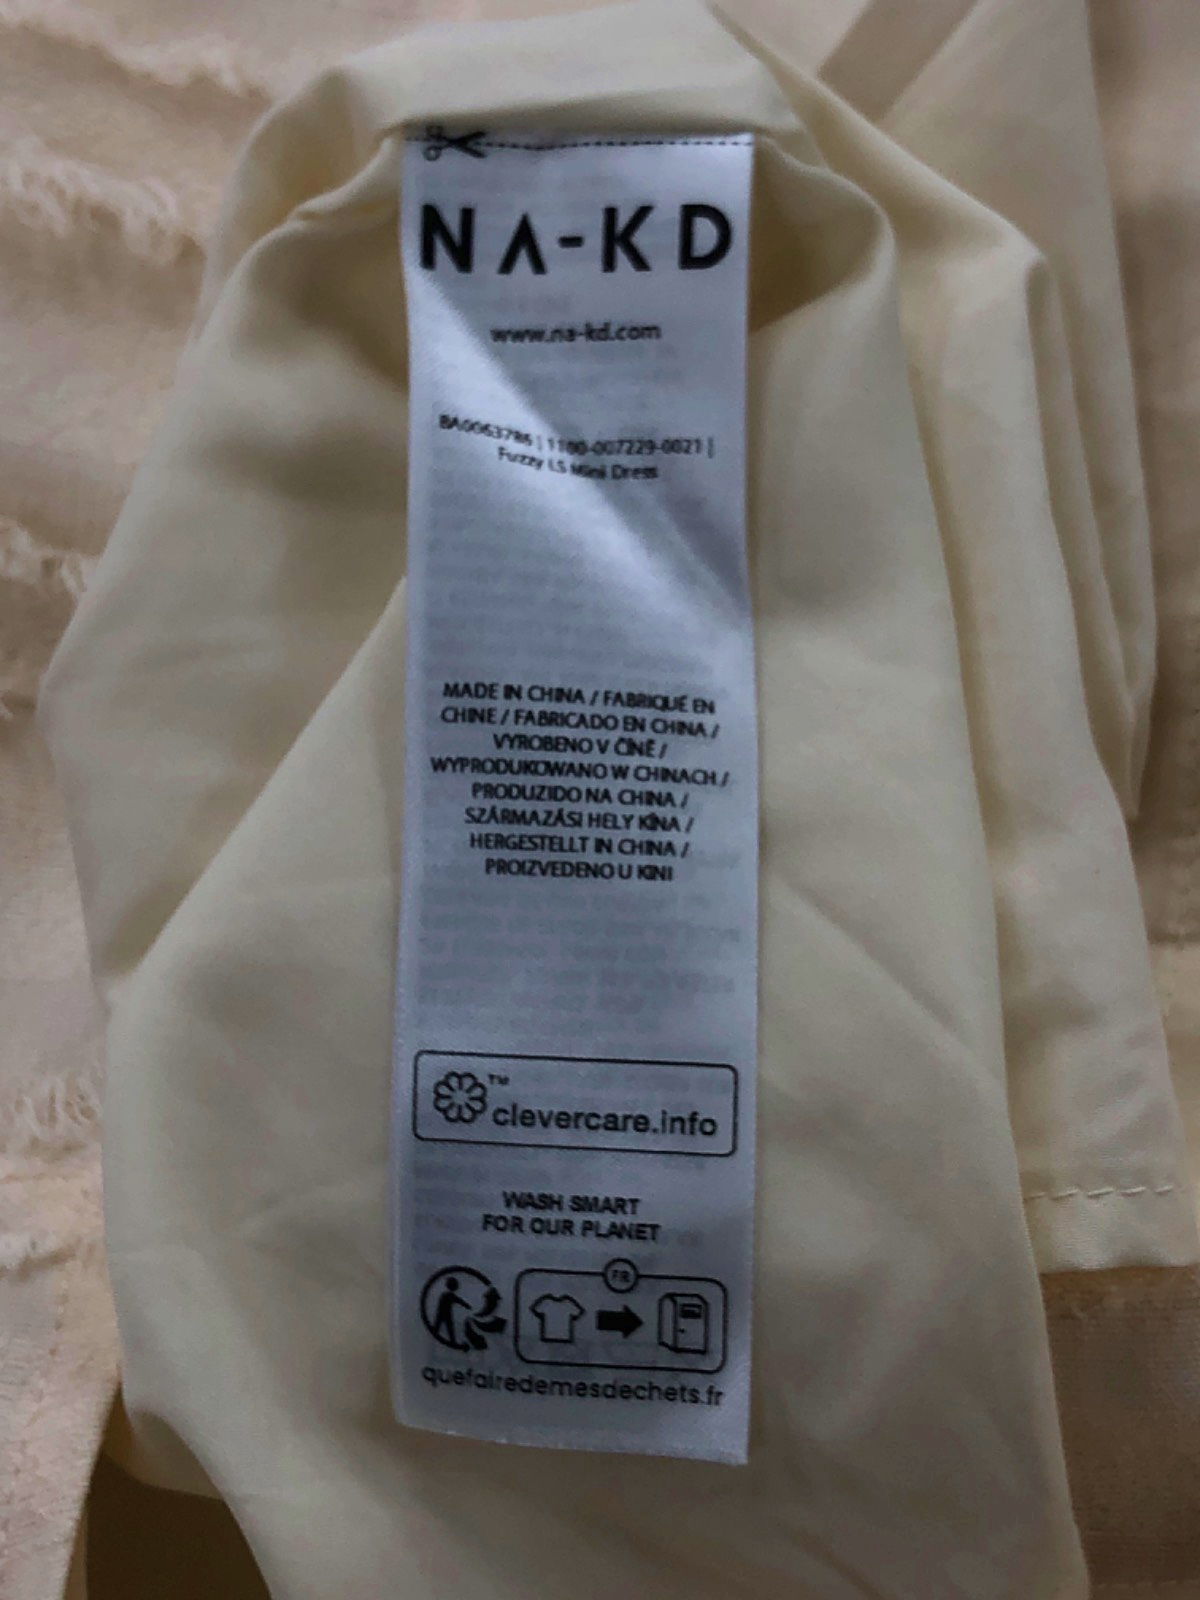 NA-KD
www.na-kd.com
BA0063786 | 1100-007229-0021 |
Fuzzy LS Mini Dress
MADE IN CHINA / FABRIQUÉ EN
CHINE / FABRICADO EN CHINA /
VYROBENO V ČÍNĚ /
WYPRODUKOWANO W CHINACH /
PRODUZIDO NA CHINA /
SZÁRMAZÁSI HELY KÍNA /
HERGESTELLT IN CHINA /
PROIZVEDENO U KINI
TM
clevercare.info
WASH SMART
FOR OUR PLANET
FR
quefairedemesdechets.fr